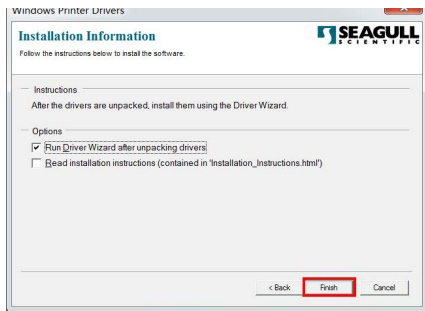 Windows Printer Drivers
Installation Information
SEAGULL
SCIENTIFIC
Follow the instructions below to install the software.
Instructions
After the drivers are unpacked, install them using the Driver Wizard.
Options
Run Driver Wizard after unpacking drivers
Read installation instructions (contained in 'Installation_Instructions.html')
< Back Finish Cancel